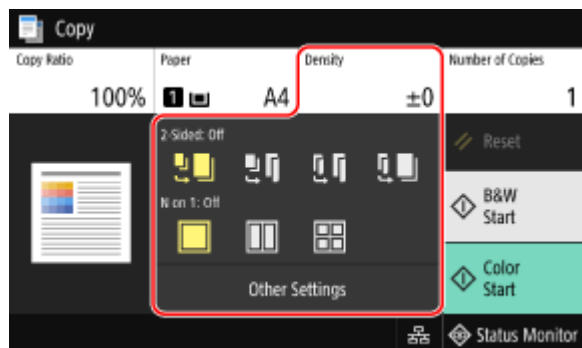 Copy
Copy Ratio
100%
Paper
1 A4
Density
±0
Number of Copies
1
2-Sided: Off
N on 1: Off
Other Settings
Reset
B&W
Start
Color
Start
Status Monitor